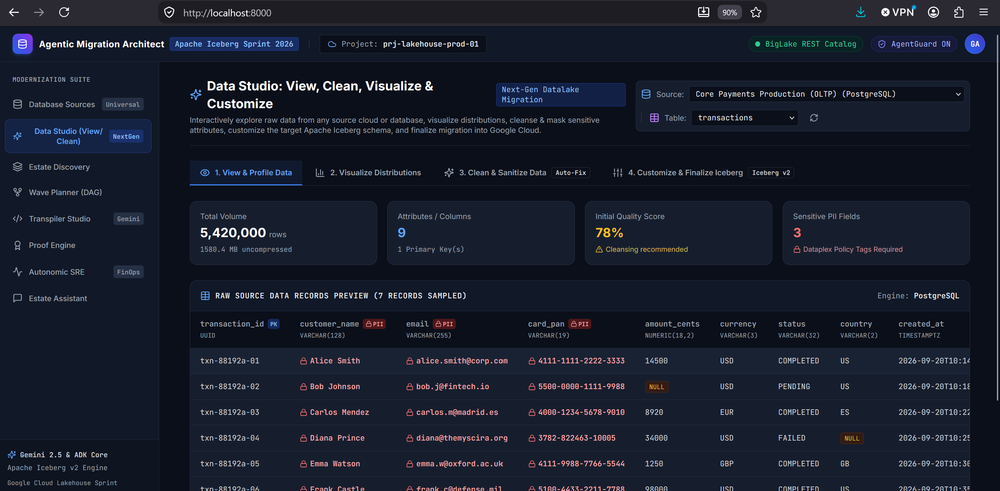 http://localhost:8000
90%
VPN
Agentic Migration Architect
Apache Iceberg Sprint 2026
Project: prj-lakehouse-prod-01
BigLake REST Catalog
AgentGuard ON
GA
MODERNIZATION SUITE
Database Sources Universal
Data Studio (View/
Clean)
NextGen
Estate Discovery
Wave Planner (DAG)
Transpiler Studio Gemini
Proof Engine
Autonomic SRE FinOps
Estate Assistant
Gemini 2.5 & ADK Core
Apache Iceberg v2 Engine
Google Cloud Lakehouse Sprint
Data Studio: View, Clean, Visualize &
Customize
Next-Gen Datalake
Migration
Interactively explore raw data from any source cloud or database, visualize distributions, cleanse & mask sensitive
attributes, customize the target Apache Iceberg schema, and finalize migration into Google Cloud.
Source: Core Payments Production (OLTP) (PostgreSQL)
Table: transactions
1. View & Profile Data
2. Visualize Distributions
3. Clean & Sanitize Data Auto-Fix
4. Customize & Finalize Iceberg Iceberg v2
Total Volume
5,420,000 rows
1580.4 MB uncompressed
Attributes / Columns
9
1 Primary Key(s)
Initial Quality Score
78%
Cleansing recommended
Sensitive PII Fields
3
Dataplex Policy Tags Required
RAW SOURCE DATA RECORDS PREVIEW (7 RECORDS SAMPLED)
Engine: PostgreSQL
transaction_id PK customer_name PII email PII card_pan PII amount_cents currency status country created_at
UUID VARCHAR(128) VARCHAR(255) VARCHAR(19) NUMERIC(18,2) VARCHAR(3) VARCHAR(32) VARCHAR(2) TIMESTAMPTZ
txn-88192a-01 Alice Smith alice.smith@corp.com 4111-1111-2222-3333 14500 USD COMPLETED US 2026-09-20T10:14
txn-88192a-02 Bob Johnson bob.j@fintech.io 5500-0000-1111-9988 NULL USD PENDING US 2026-09-20T10:18
txn-88192a-03 Carlos Mendez carlos.m@madrid.es 4000-1234-5678-9010 8920 EUR COMPLETED ES 2026-09-20T10:22
txn-88192a-04 Diana Prince diana@themyscira.org 3782-822463-10005 34000 USD FAILED NULL 2026-09-20T10:25
txn-88192a-05 Emma Watson emma.w@oxford.ac.uk 4111-9988-7766-5544 1250 GBP COMPLETED GB 2026-09-20T10:30
txn-88192a-06 Frank Castle frank.c@defense.mil 5100-4433-2211-7788 98000 USD COMPLETED US 2026-09-20T10:35